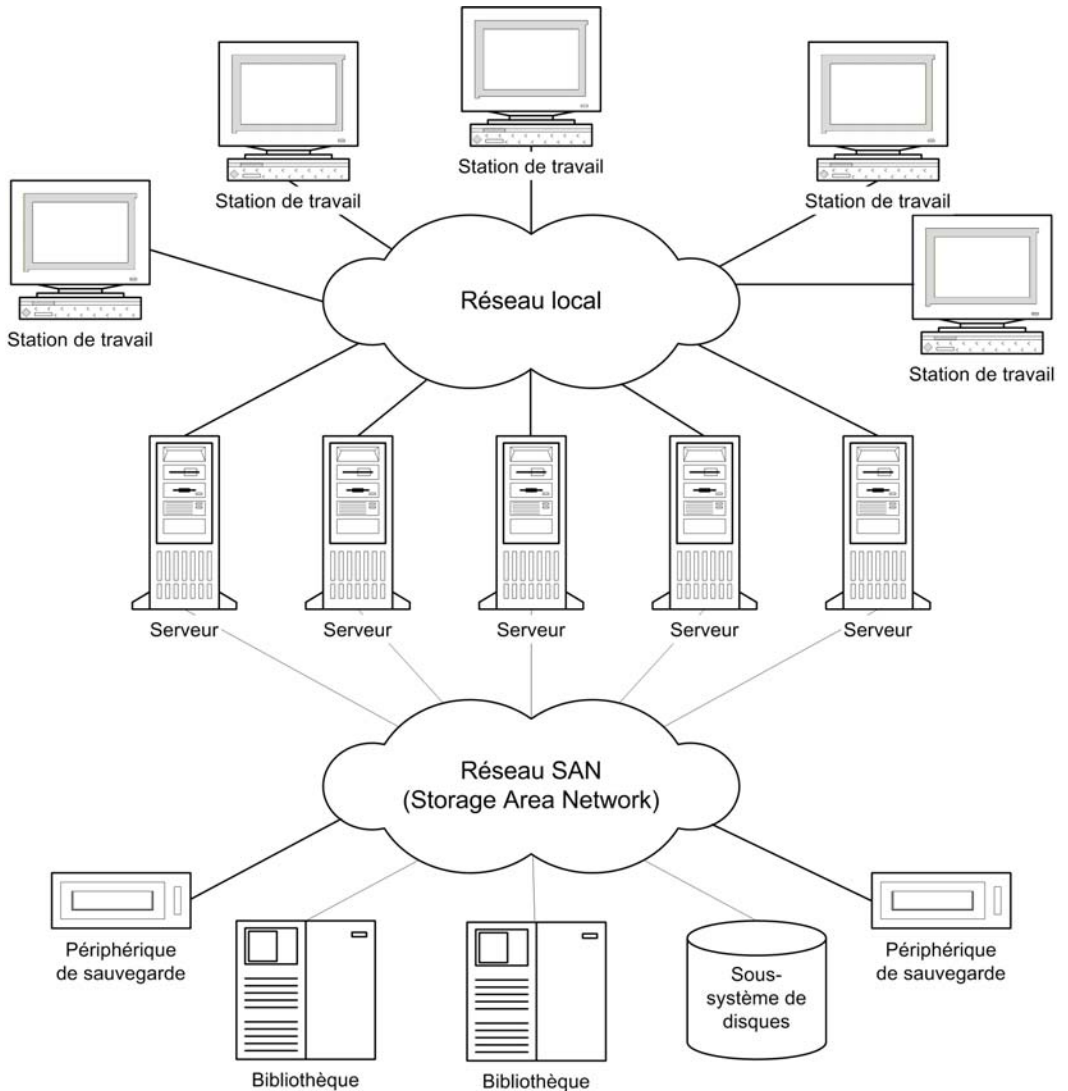 Station de travail
Station de travail
Station de travail
Station de travail
Station de travail
Réseau local
Serveur
Serveur
Serveur
Serveur
Serveur
Réseau SAN
(Storage Area Network)
Périphérique
de sauvegarde
Bibliothèque
Bibliothèque
Sous-
système de
disques
Périphérique
de sauvegarde